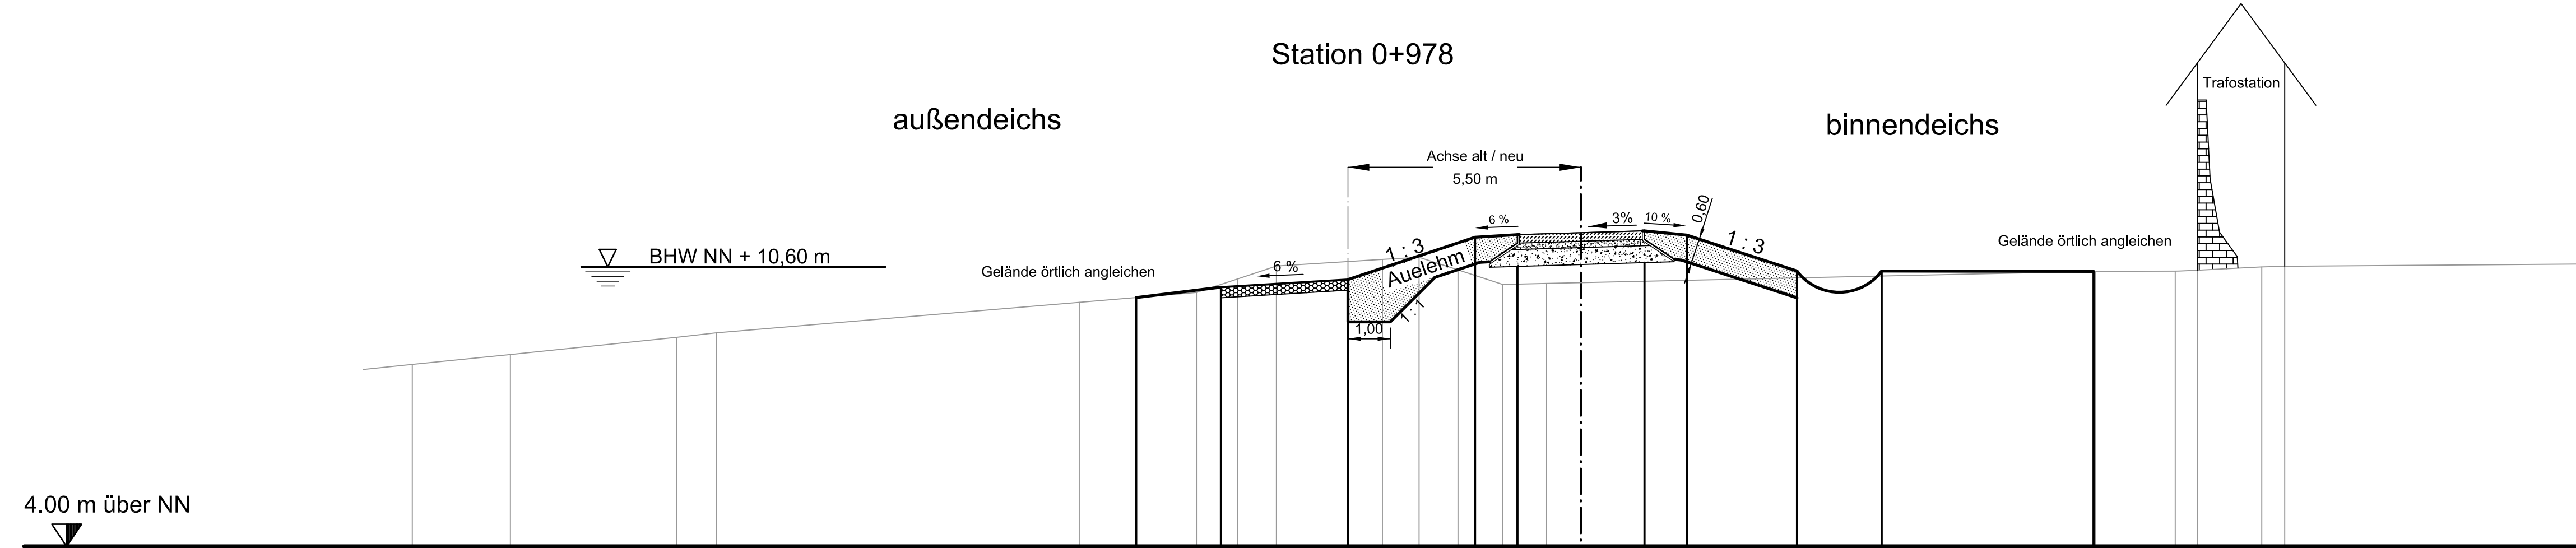 Station 0+978
Trafostation
außendeichs
binnendeichs
Achse alt / neu
5,50 m
0,60
6 %
3%
10 %
1 : 3
1 : 3
Gelände örtlich angleichen
BHW NN + 10,60 m
Gelände örtlich angleichen
6 %
Auelehm
1 : 1
1,00
4.00 m über NN